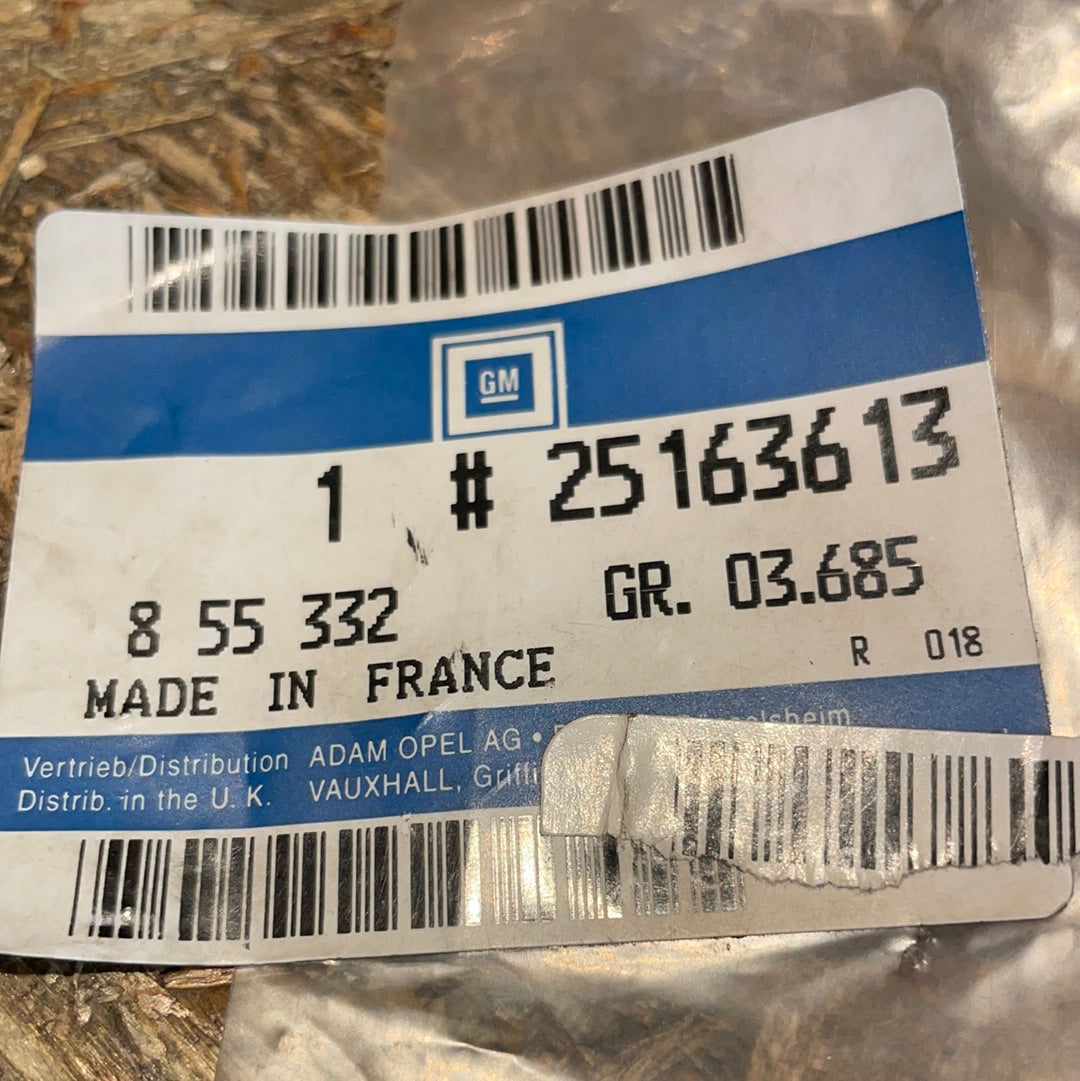 GM
1 # 25163613
8 55 332 GR. 03.685
MADE IN FRANCE R 018
Vertrieb/Distribution ADAM OPEL AG •
Distrib. in the U. K. VAUXHALL,